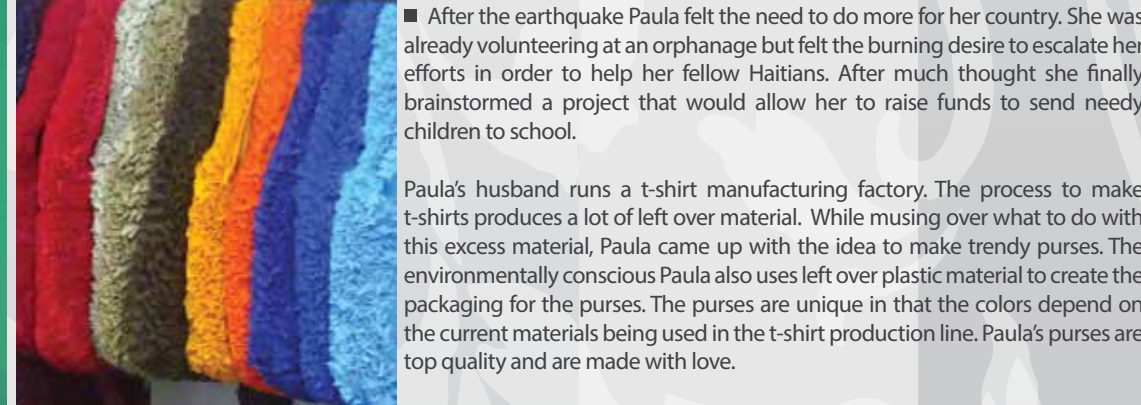 ■ After the earthquake Paula felt the need to do more for her country. She was
already volunteering at an orphanage but felt the burning desire to escalate her
efforts in order to help her fellow Haitians. After much thought she finally
brainstormed a project that would allow her to raise funds to send needy
children to school.
Paula's husband runs a t-shirt manufacturing factory. The process to make
t-shirts produces a lot of left over material. While musing over what to do with
this excess material, Paula came up with the idea to make trendy purses. The
environmentally conscious Paula also uses left over plastic material to create the
packaging for the purses. The purses are unique in that the colors depend on
the current materials being used in the t-shirt production line. Paula's purses are
top quality and are made with love.